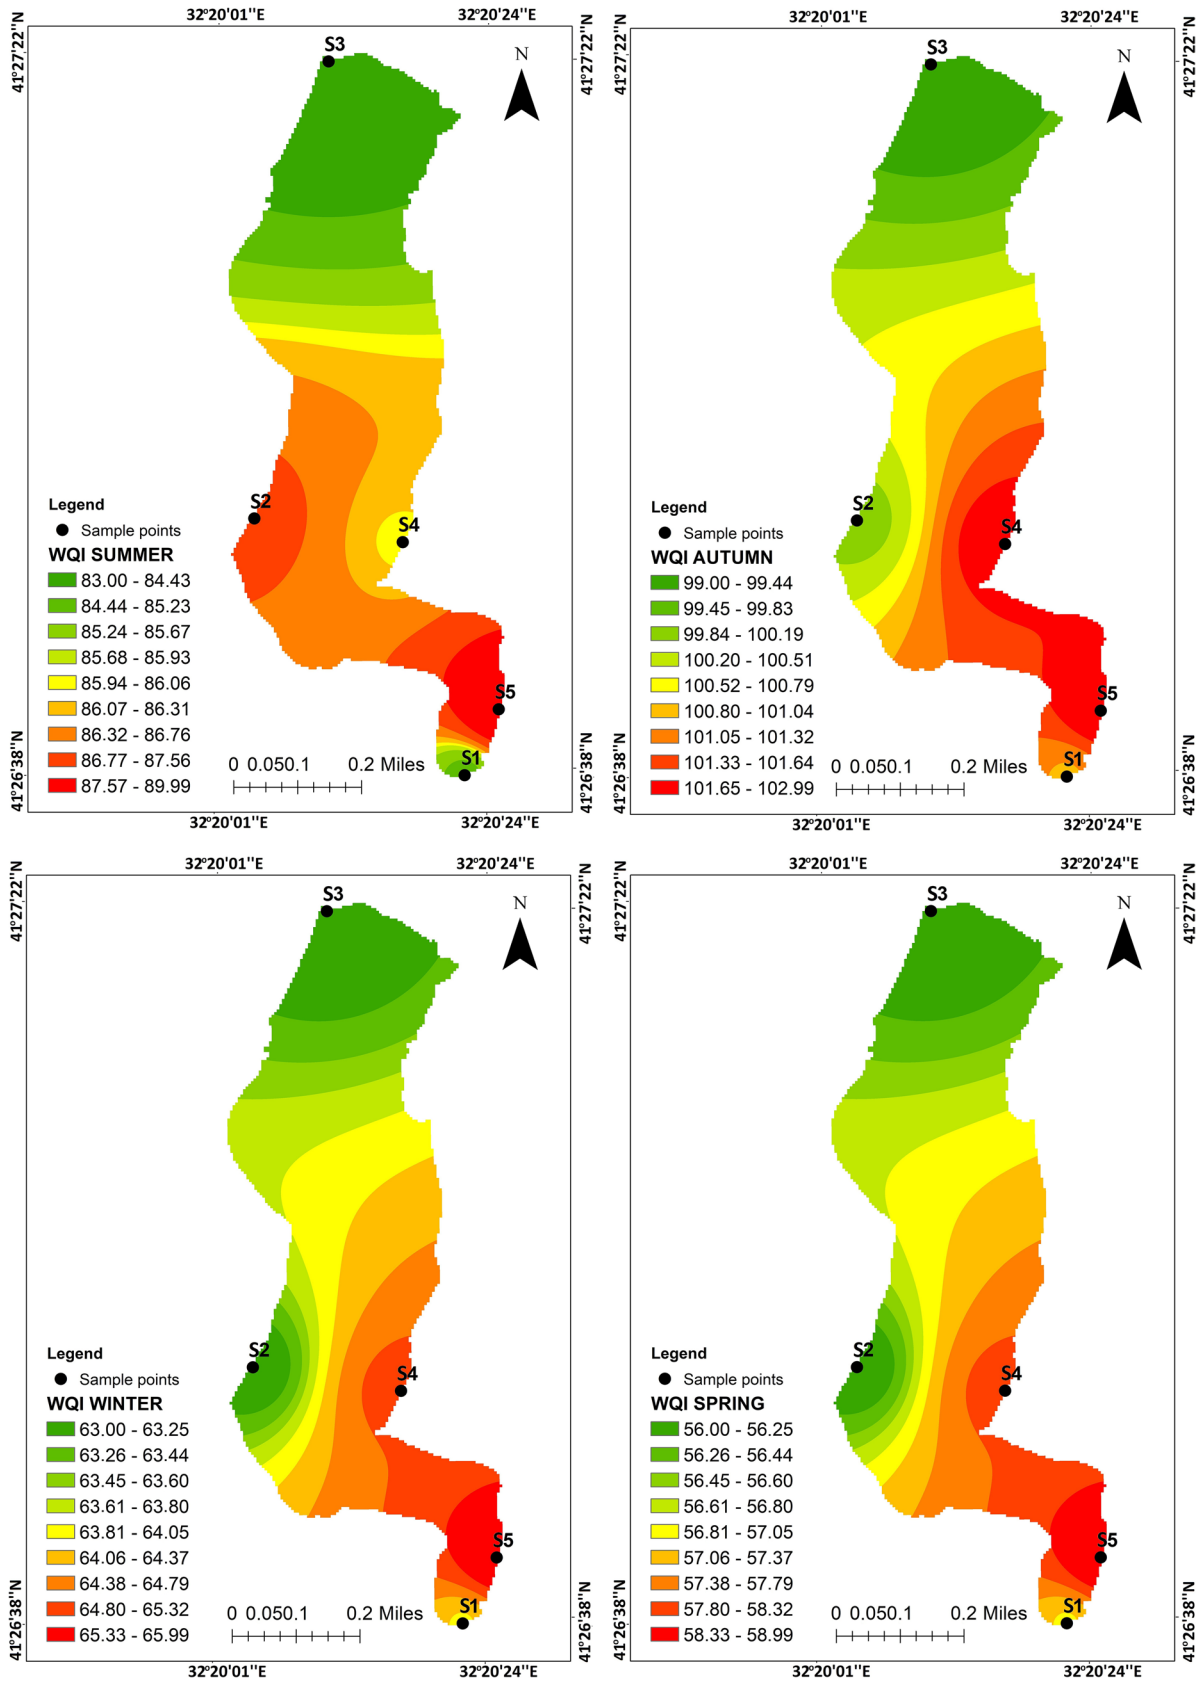 32°20'01"E 32°20'24"E
41°27'22"N 41°27'22"N
S3
N
S2
S4
S5
S1
Legend
Sample points
WQI SUMMER
83.00 - 84.43
84.44 - 85.23
85.24 - 85.67
85.68 - 85.93
85.94 - 86.06
86.07 - 86.31
86.32 - 86.76
86.77 - 87.56
87.57 - 89.99
0 0.050.1 0.2 Miles
41°26'38"N 41°26'38"N
32°20'01"E 32°20'24"E
32°20'01"E 32°20'24"E
41°27'22"N 41°27'22"N
S3
N
S2
S4
S5
S1
Legend
Sample points
WQI AUTUMN
99.00 - 99.44
99.45 - 99.83
99.84 - 100.19
100.20 - 100.51
100.52 - 100.79
100.80 - 101.04
101.05 - 101.32
101.33 - 101.64
101.65 - 102.99
0 0.050.1 0.2 Miles
41°26'38"N 41°26'38"N
32°20'01"E 32°20'24"E
32°20'01"E 32°20'24"E
41°27'22"N 41°27'22"N
S3
N
S2
S4
S5
S1
Legend
Sample points
WQI WINTER
63.00 - 63.25
63.26 - 63.44
63.45 - 63.60
63.61 - 63.80
63.81 - 64.05
64.06 - 64.37
64.38 - 64.79
64.80 - 65.32
65.33 - 65.99
0 0.050.1 0.2 Miles
41°26'38"N 41°26'38"N
32°20'01"E 32°20'24"E
32°20'01"E 32°20'24"E
41°27'22"N 41°27'22"N
S3
N
S2
S4
S5
S1
Legend
Sample points
WQI SPRING
56.00 - 56.25
56.26 - 56.44
56.45 - 56.60
56.61 - 56.80
56.81 - 57.05
57.06 - 57.37
57.38 - 57.79
57.80 - 58.32
58.33 - 58.99
0 0.050.1 0.2 Miles
41°26'38"N 41°26'38"N
32°20'01"E 32°20'24"E